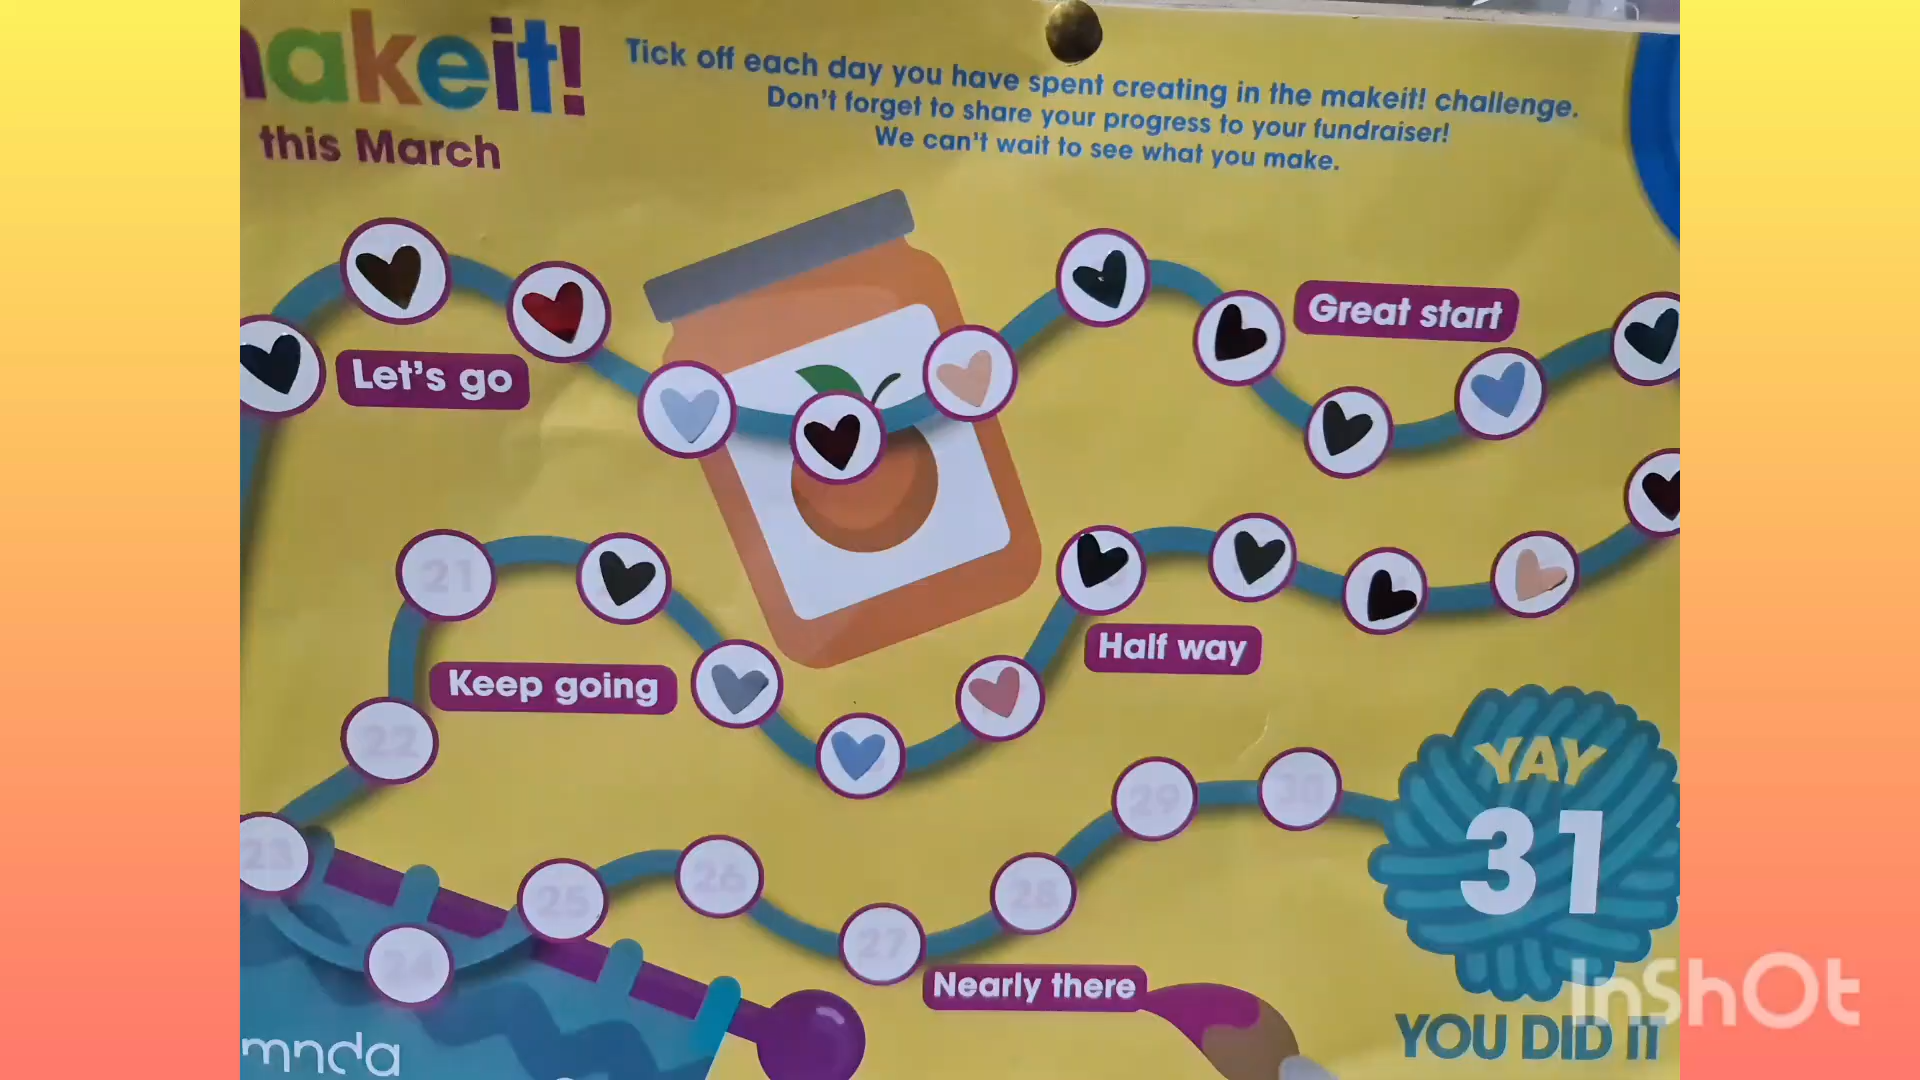 makeit!
this March
Tick off each day you have spent creating in the makeit! challenge.
Don't forget to share your progress to your fundraiser!
We can't wait to see what you make.
Let's go
Great start
21
Keep going
Half way
22
23
24
25
26
27
28
29
30
Nearly there
YAY
31
YOU DID IT
mnda
InShOt